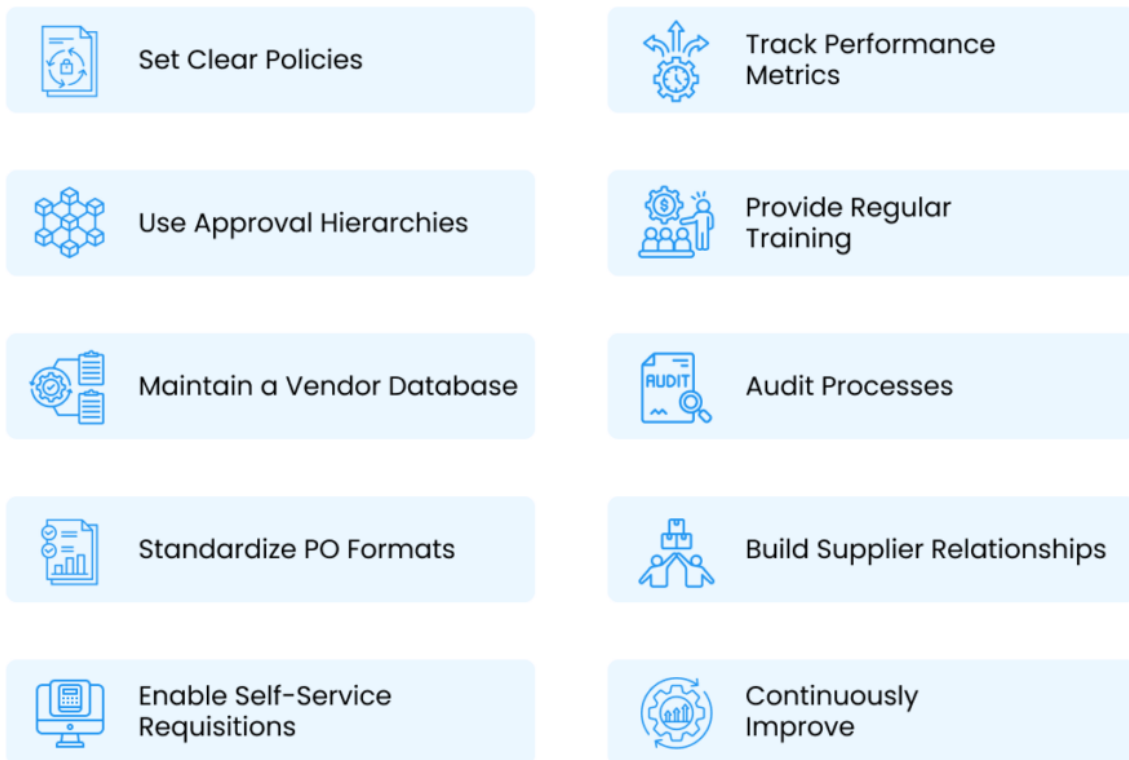 Set Clear Policies
Track Performance
Metrics
Use Approval Hierarchies
Provide Regular
Training
Maintain a Vendor Database
AUDIT
Audit Processes
Standardize PO Formats
Build Supplier Relationships
Enable Self-Service
Requisitions
Continuously
Improve